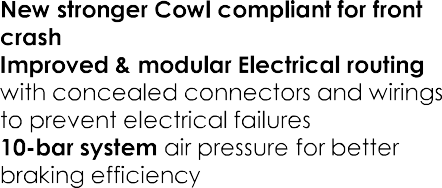 New stronger Cowl compliant for front
crash
Improved & modular Electrical routing
with concealed connectors and wirings
to prevent electrical failures
10-bar system air pressure for better
braking efficiency